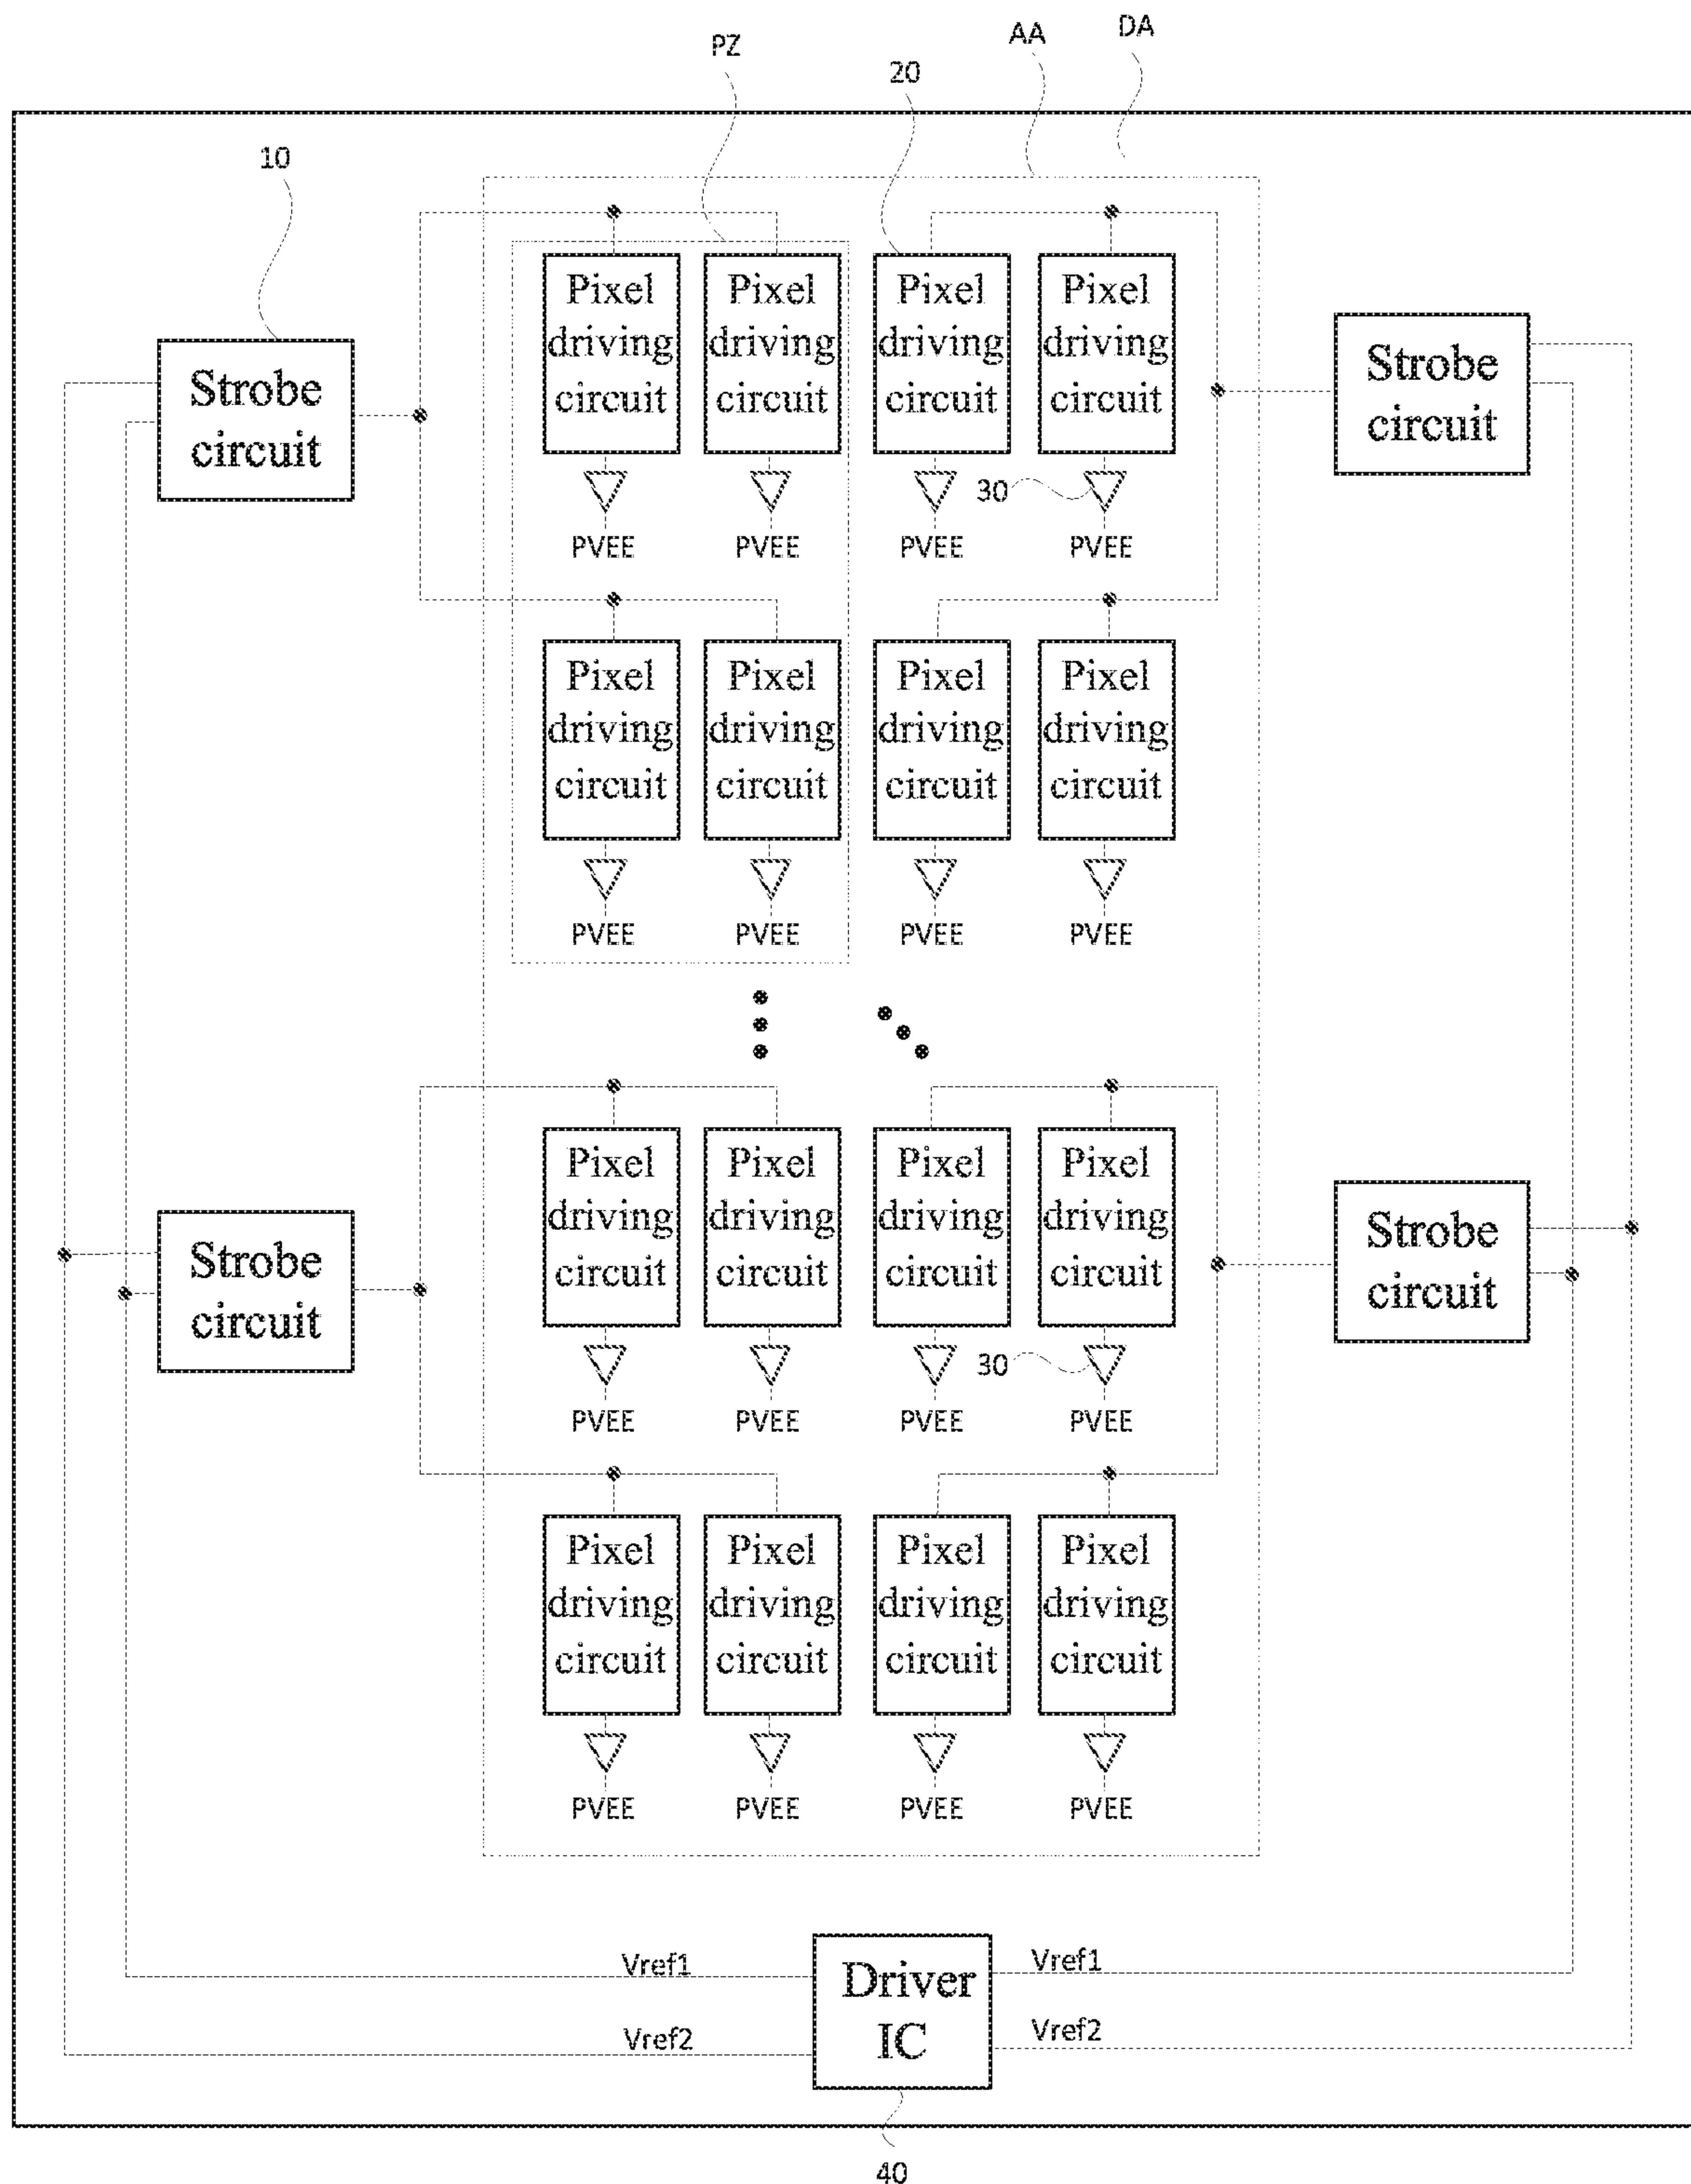 DA
AA
PZ
20
10
Pixel driving circuit
Pixel driving circuit
Pixel driving circuit
Pixel driving circuit
Strobe circuit
Strobe circuit
30
PVEE
PVEE
PVEE
PVEE
Pixel driving circuit
Pixel driving circuit
Pixel driving circuit
Pixel driving circuit
PVEE
PVEE
PVEE
PVEE
Pixel driving circuit
Pixel driving circuit
Pixel driving circuit
Pixel driving circuit
Strobe circuit
Strobe circuit
30
PVEE
PVEE
PVEE
PVEE
Pixel driving circuit
Pixel driving circuit
Pixel driving circuit
Pixel driving circuit
PVEE
PVEE
PVEE
PVEE
Vref1
Driver IC
Vref1
Vref2
Vref2
40